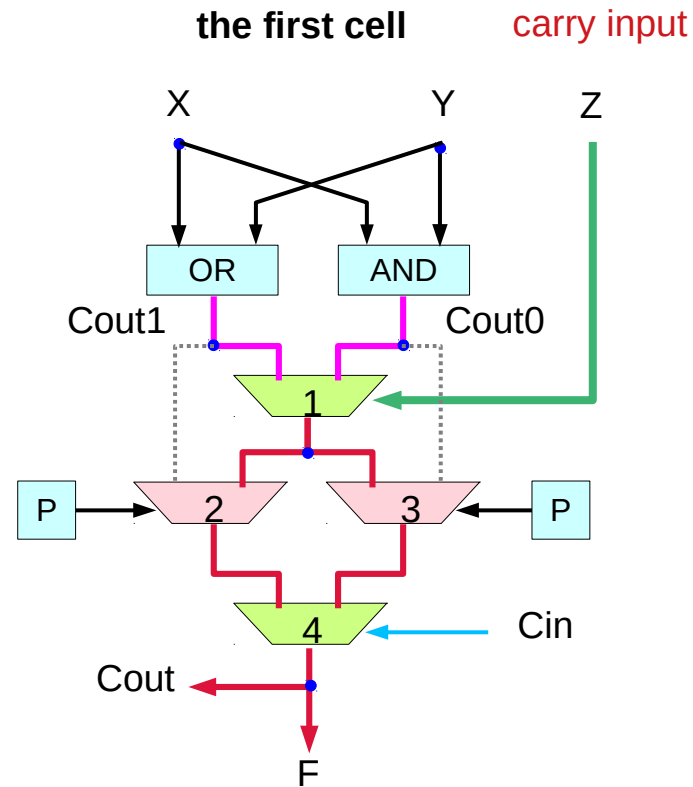 the first cell
carry input
X
Y
Z
OR
AND
Cout1
Cout0
1
P
2
3
P
4
Cin
Cout
F